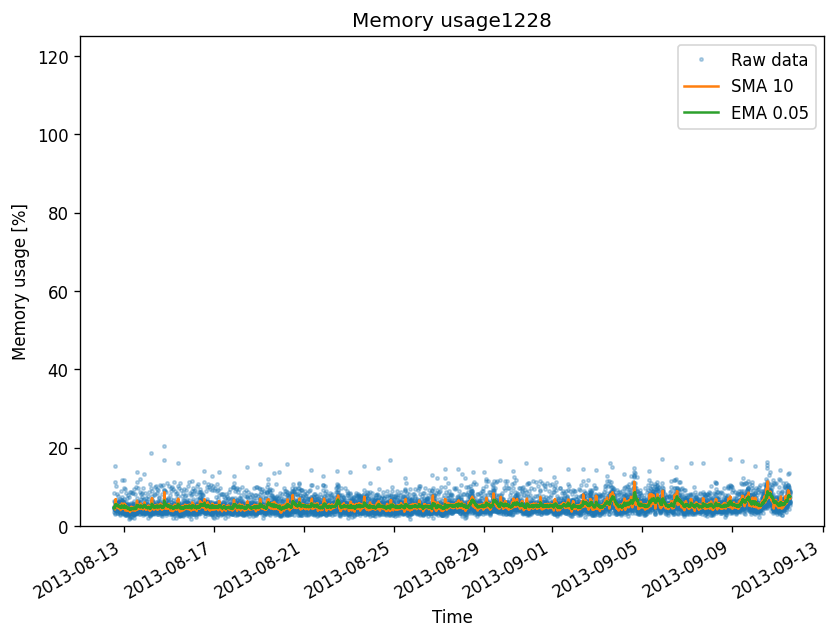 Memory usage1228
Raw data
SMA 10
EMA 0.05
Memory usage [%]
120
100
80
60
40
20
0
2013-08-13
2013-08-17
2013-08-21
2013-08-25
2013-08-29
2013-09-01
2013-09-05
2013-09-09
2013-09-13
Time